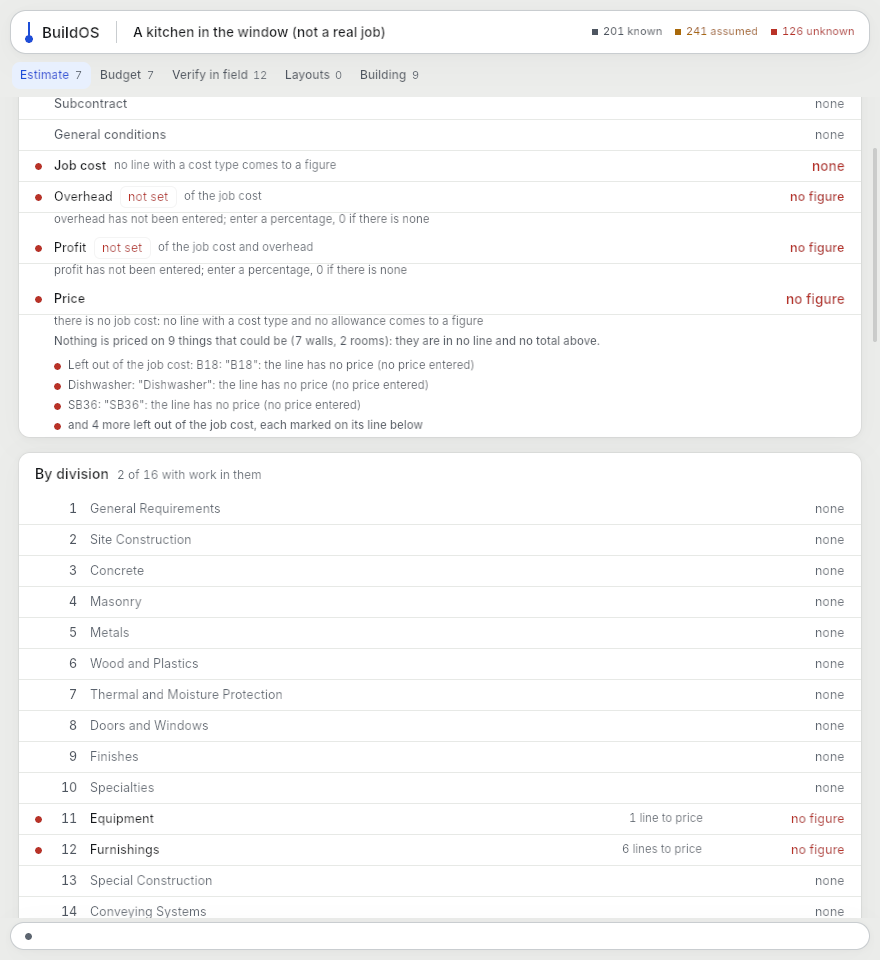 BuildOS
A kitchen in the window (not a real job)
201 known 241 assumed 126 unknown
Estimate 7 Budget 7 Verify in field 12 Layouts 0 Building 9
Subcontract none
General conditions none
Job cost no line with a cost type comes to a figure none
Overhead not set of the job cost no figure
overhead has not been entered; enter a percentage, 0 if there is none
Profit not set of the job cost and overhead no figure
profit has not been entered; enter a percentage, 0 if there is none
Price no figure
there is no job cost: no line with a cost type and no allowance comes to a figure
Nothing is priced on 9 things that could be (7 walls, 2 rooms): they are in no line and no total above.
Left out of the job cost: B18: "B18": the line has no price (no price entered)
Dishwasher: "Dishwasher": the line has no price (no price entered)
SB36: "SB36": the line has no price (no price entered)
and 4 more left out of the job cost, each marked on its line below
By division 2 of 16 with work in them
1 General Requirements none
2 Site Construction none
3 Concrete none
4 Masonry none
5 Metals none
6 Wood and Plastics none
7 Thermal and Moisture Protection none
8 Doors and Windows none
9 Finishes none
10 Specialties none
11 Equipment 1 line to price no figure
12 Furnishings 6 lines to price no figure
13 Special Construction none
14 Conveying Systems none